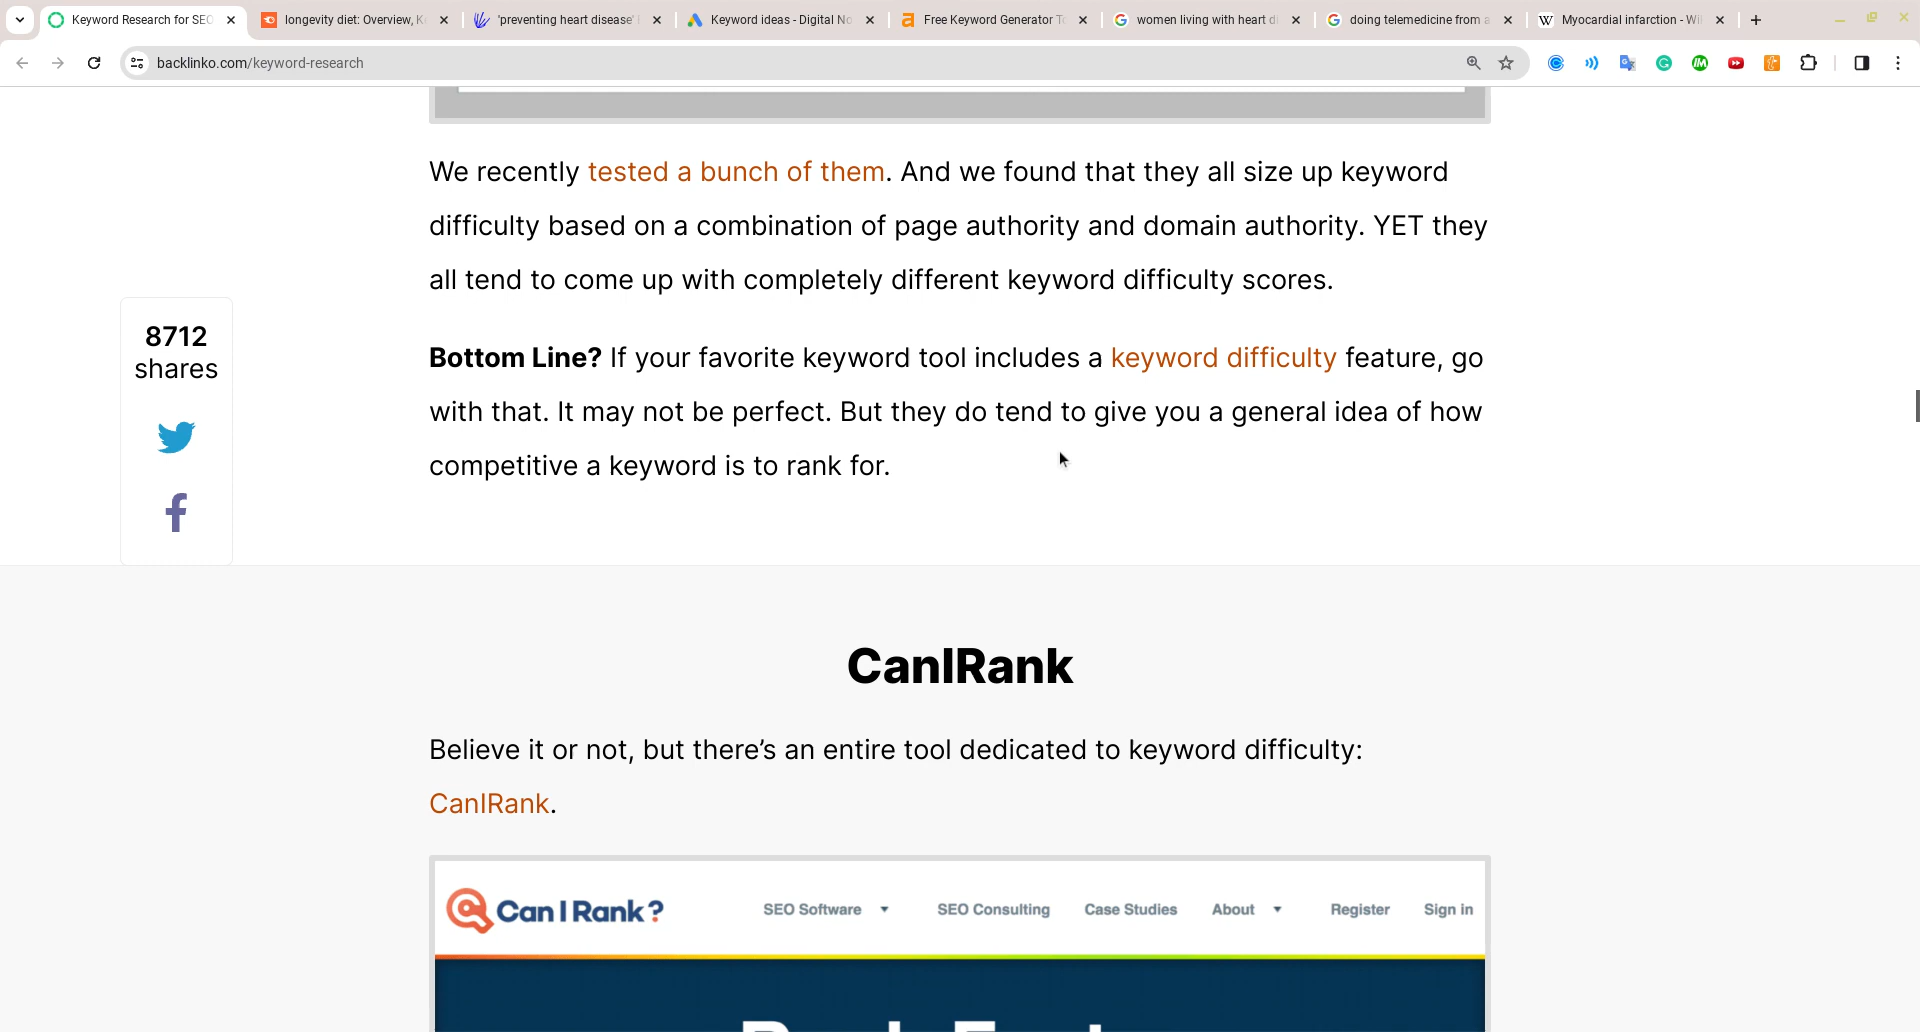 Keyword Research for SEO
longevity diet: Overview, K
'preventing heart disease'
Keyword ideas - Digital No
Free Keyword Generator To
women living with heart di
doing telemedicine from a
Myocardial infarction - Wi
backlinko.com/keyword-research
We recently tested a bunch of them. And we found that they all size up keyword
difficulty based on a combination of page authority and domain authority. YET they
all tend to come up with completely different keyword difficulty scores.
8712
shares
Bottom Line? If your favorite keyword tool includes a keyword difficulty feature, go
with that. It may not be perfect. But they do tend to give you a general idea of how
competitive a keyword is to rank for.
CanIRank
Believe it or not, but there’s an entire tool dedicated to keyword difficulty:
CanIRank.
Can I Rank? SEO Software SEO Consulting Case Studies About Register Sign in